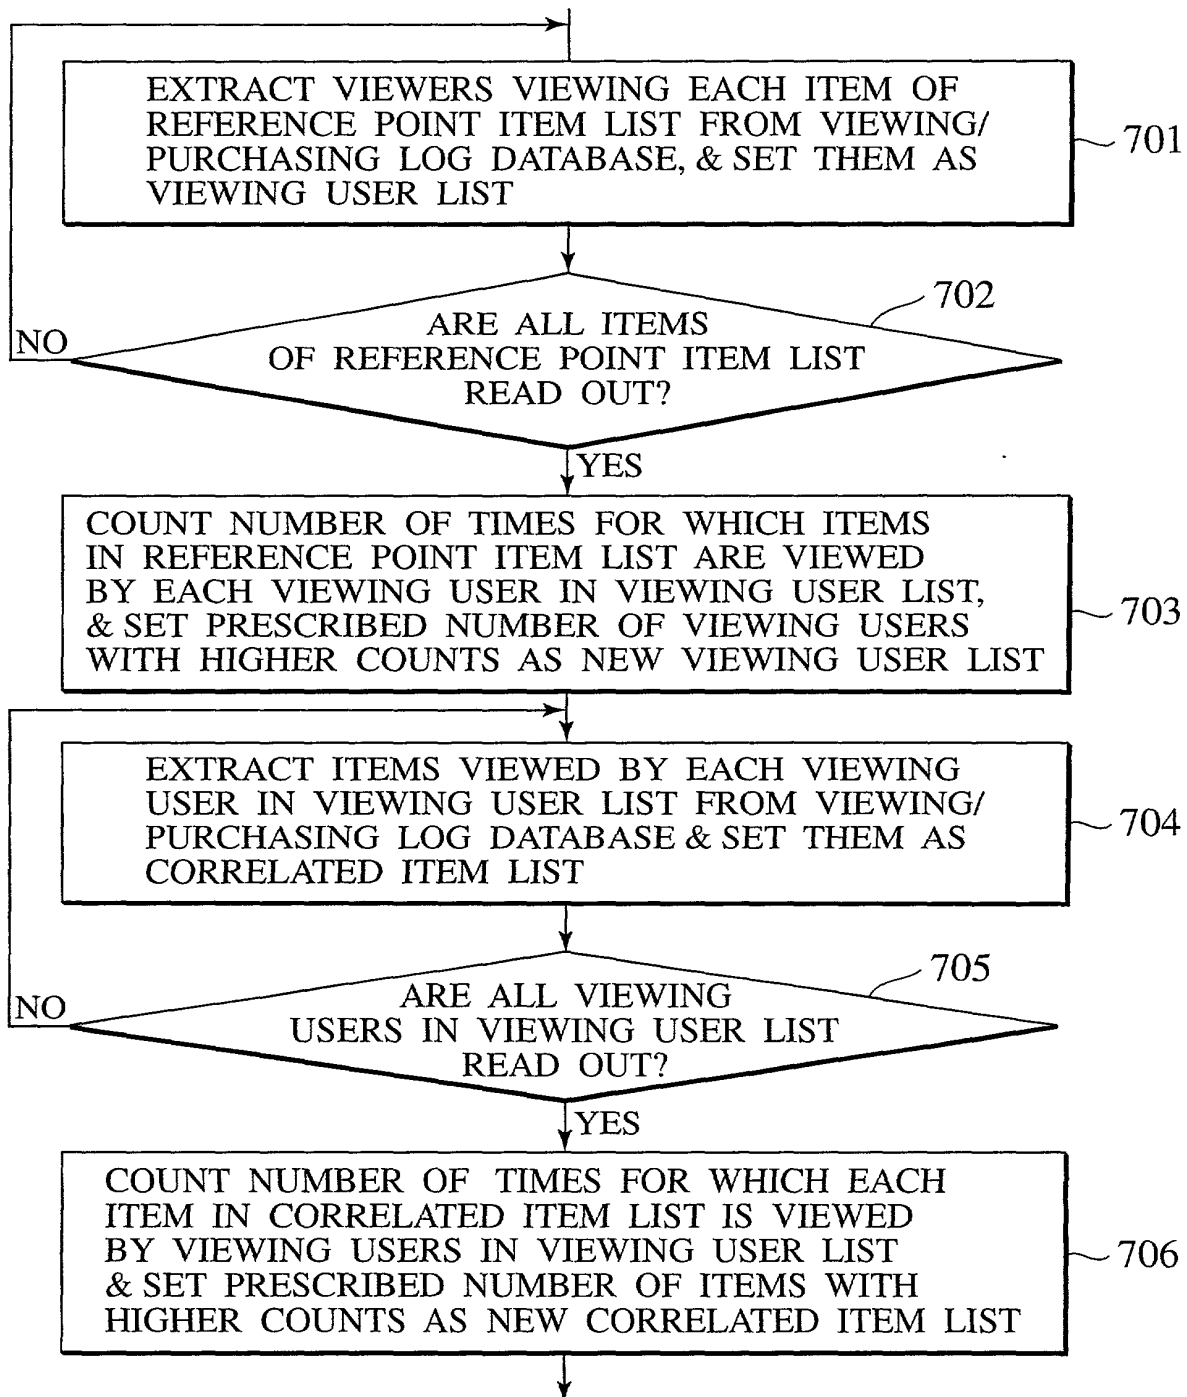 EXTRACT VIEWERS VIEWING EACH ITEM OF
REFERENCE POINT ITEM LIST FROM VIEWING/
PURCHASING LOG DATABASE, & SET THEM AS
VIEWING USER LIST
701
702
ARE ALL ITEMS
OF REFERENCE POINT ITEM LIST
READ OUT?
NO
YES
COUNT NUMBER OF TIMES FOR WHICH ITEMS
IN REFERENCE POINT ITEM LIST ARE VIEWED
BY EACH VIEWING USER IN VIEWING USER LIST,
& SET PRESCRIBED NUMBER OF VIEWING USERS
WITH HIGHER COUNTS AS NEW VIEWING USER LIST
703
EXTRACT ITEMS VIEWED BY EACH VIEWING
USER IN VIEWING USER LIST FROM VIEWING/
PURCHASING LOG DATABASE & SET THEM AS
CORRELATED ITEM LIST
704
705
ARE ALL VIEWING
USERS IN VIEWING USER LIST
READ OUT?
NO
YES
COUNT NUMBER OF TIMES FOR WHICH EACH
ITEM IN CORRELATED ITEM LIST IS VIEWED
BY VIEWING USERS IN VIEWING USER LIST
& SET PRESCRIBED NUMBER OF ITEMS WITH
HIGHER COUNTS AS NEW CORRELATED ITEM LIST
706